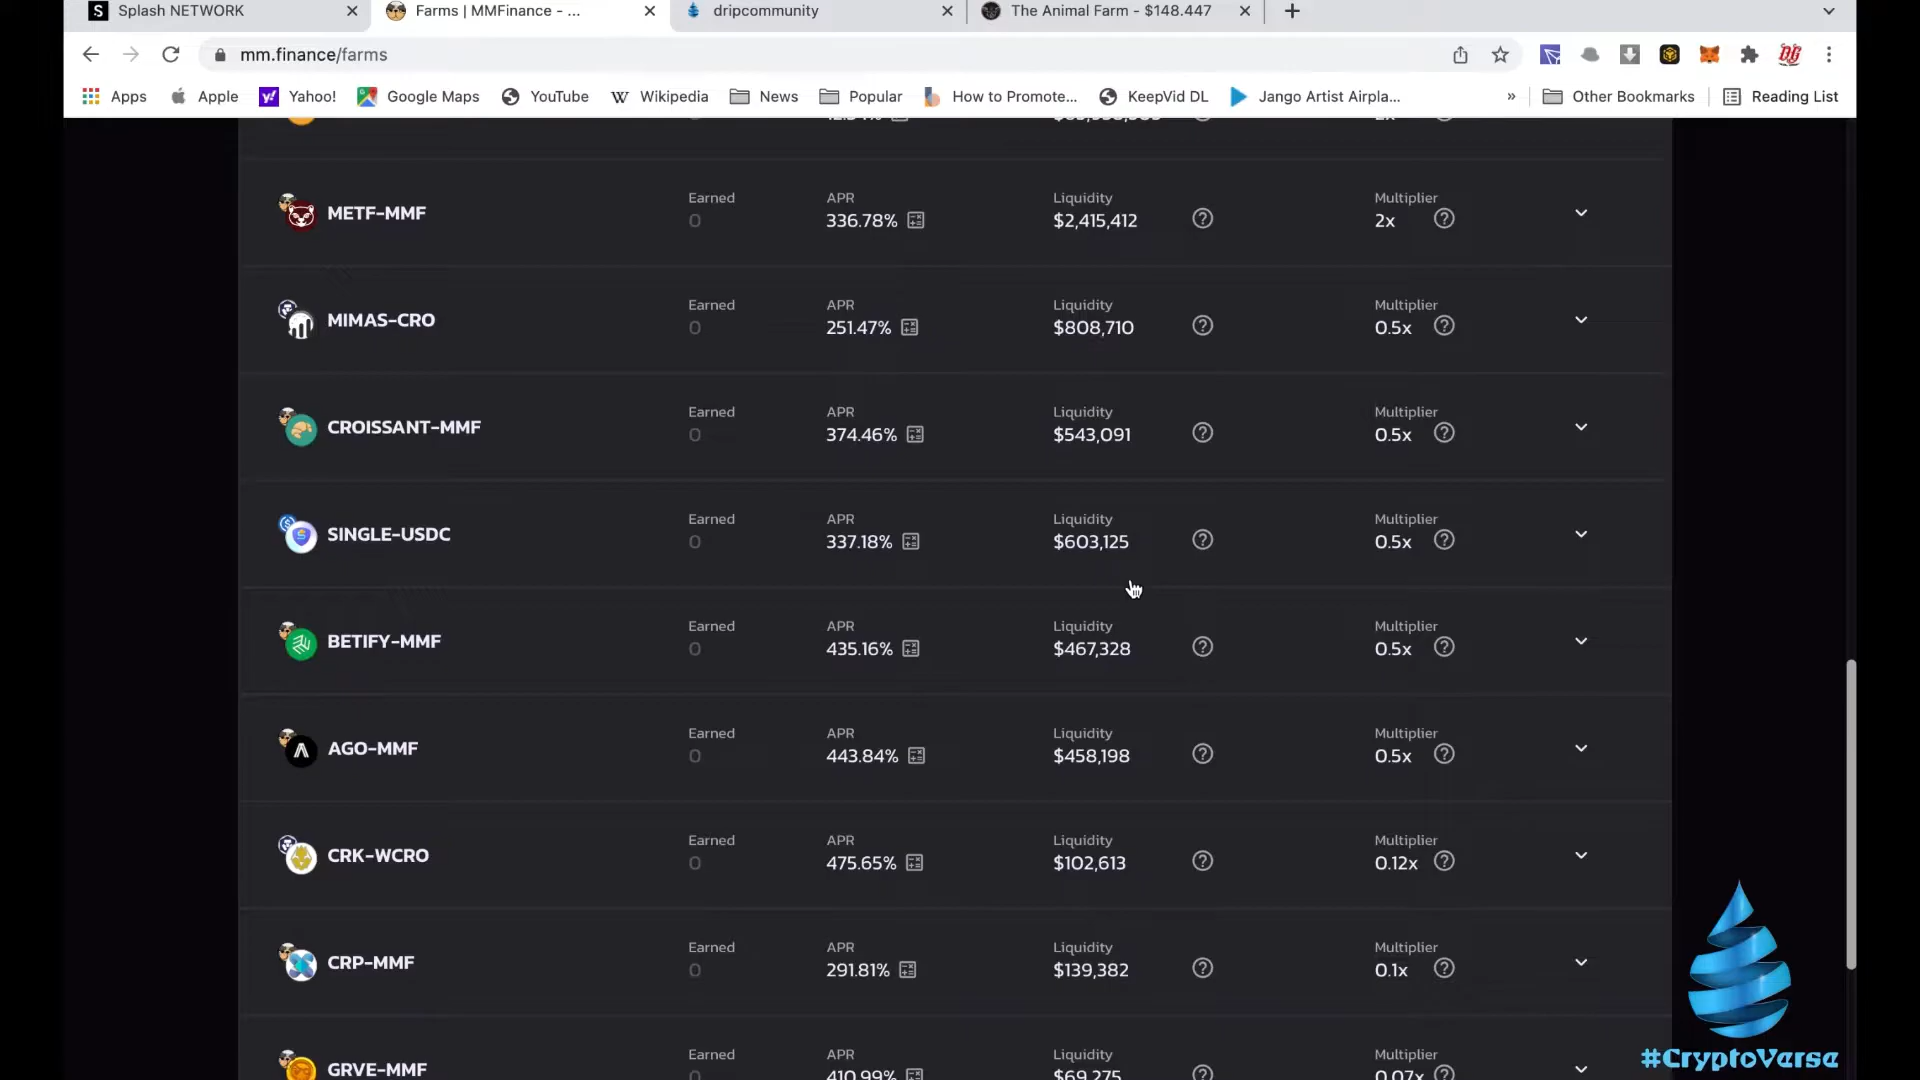 Splash NETWORK
Farms | MMFinance - ...
dripcommunity
The Animal Farm - $148.447
mm.finance/farms
Apps
Apple
Yahoo!
Google Maps
YouTube
Wikipedia
News
Popular
How to Promote...
KeepVid DL
Jango Artist Airpla...
»
Other Bookmarks
Reading List
METF-MMF
Earned
0
APR
336.78%
Liquidity
$2,415,412
Multiplier
2x
MIMAS-CRO
Earned
0
APR
251.47%
Liquidity
$808,710
Multiplier
0.5x
CROISSANT-MMF
Earned
0
APR
374.46%
Liquidity
$543,091
Multiplier
0.5x
SINGLE-USDC
Earned
0
APR
337.18%
Liquidity
$603,125
Multiplier
0.5x
BETIFY-MMF
Earned
0
APR
435.16%
Liquidity
$467,328
Multiplier
0.5x
AGO-MMF
Earned
0
APR
443.84%
Liquidity
$458,198
Multiplier
0.5x
CRK-WCRO
Earned
0
APR
475.65%
Liquidity
$102,613
Multiplier
0.12x
CRP-MMF
Earned
0
APR
291.81%
Liquidity
$139,382
Multiplier
0.1x
GRVE-MMF
Earned
0
APR
410.99%
Liquidity
$69,275
Multiplier
0.07x
#CryptoVerse